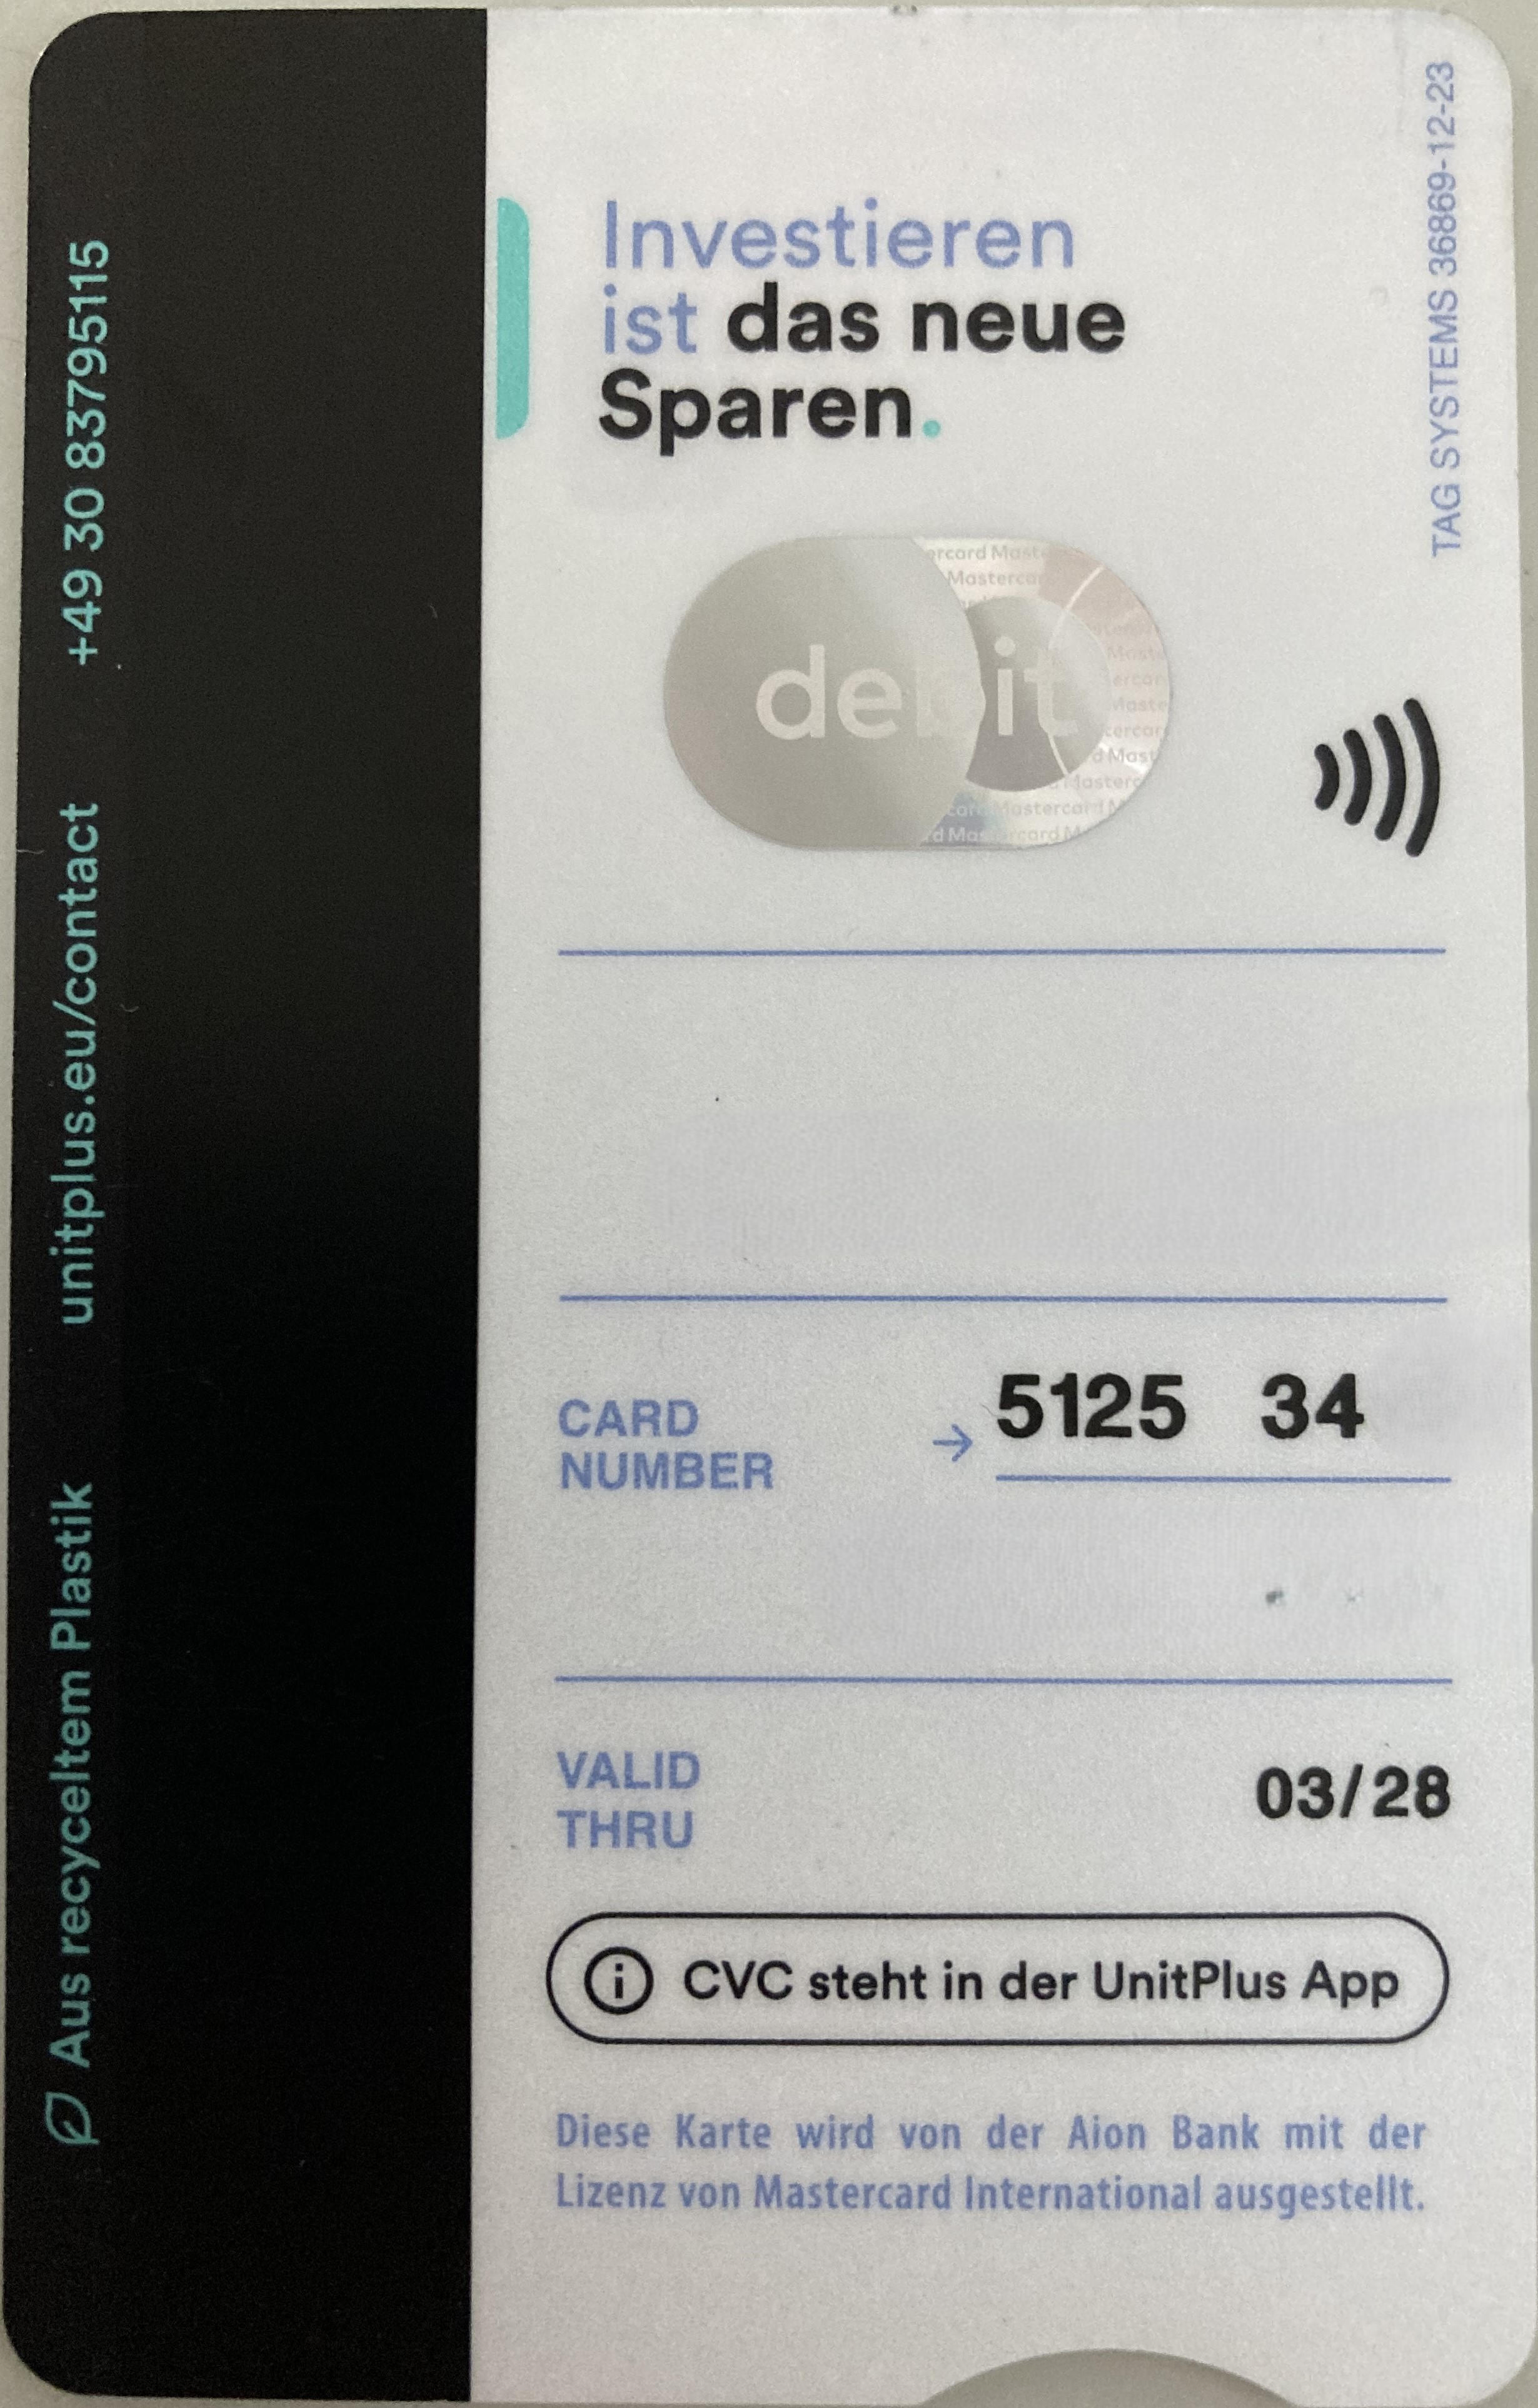 Investieren
ist das neue
Sparen.
TAG SYSTEMS 36869-12-23
debit
CARD
NUMBER
→ 5125 34
VALID
THRU
03/28
CVC steht in der UnitPlus App
Diese Karte wird von der Aion Bank mit der
Lizenz von Mastercard International ausgestellt.
Aus recyceltem Plastik unitplus.eu/contact +49 30 83795115